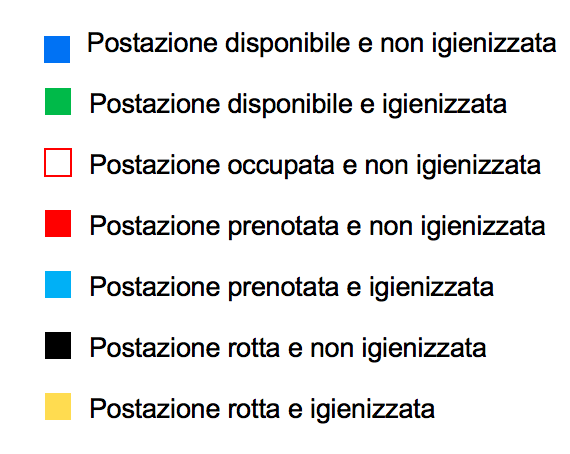 Postazione disponibile e non igienizzata
Postazione disponibile e igienizzata
Postazione occupata e non igienizzata
Postazione prenotata e non igienizzata
Postazione prenotata e igienizzata
Postazione rotta e non igienizzata
Postazione rotta e igienizzata